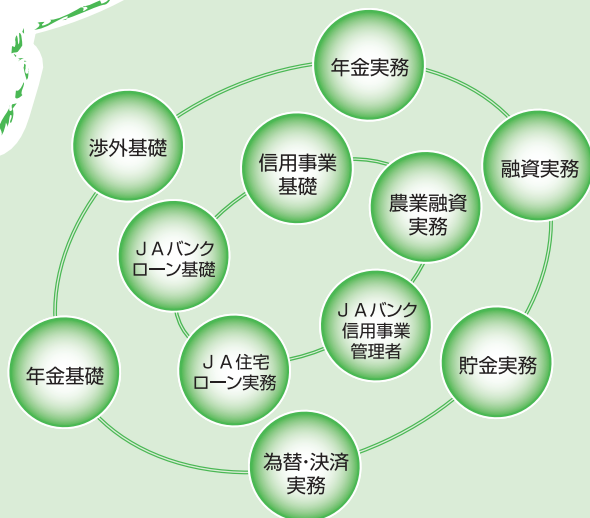 年金実務
渉外基礎
信用事業
基礎
融資実務
農業融資
実務
ＪＡバンク
ローン基礎
ＪＡバンク
信用事業
管理者
ＪＡ住宅
ローン実務
貯金実務
年金基礎
為替・決済
実務